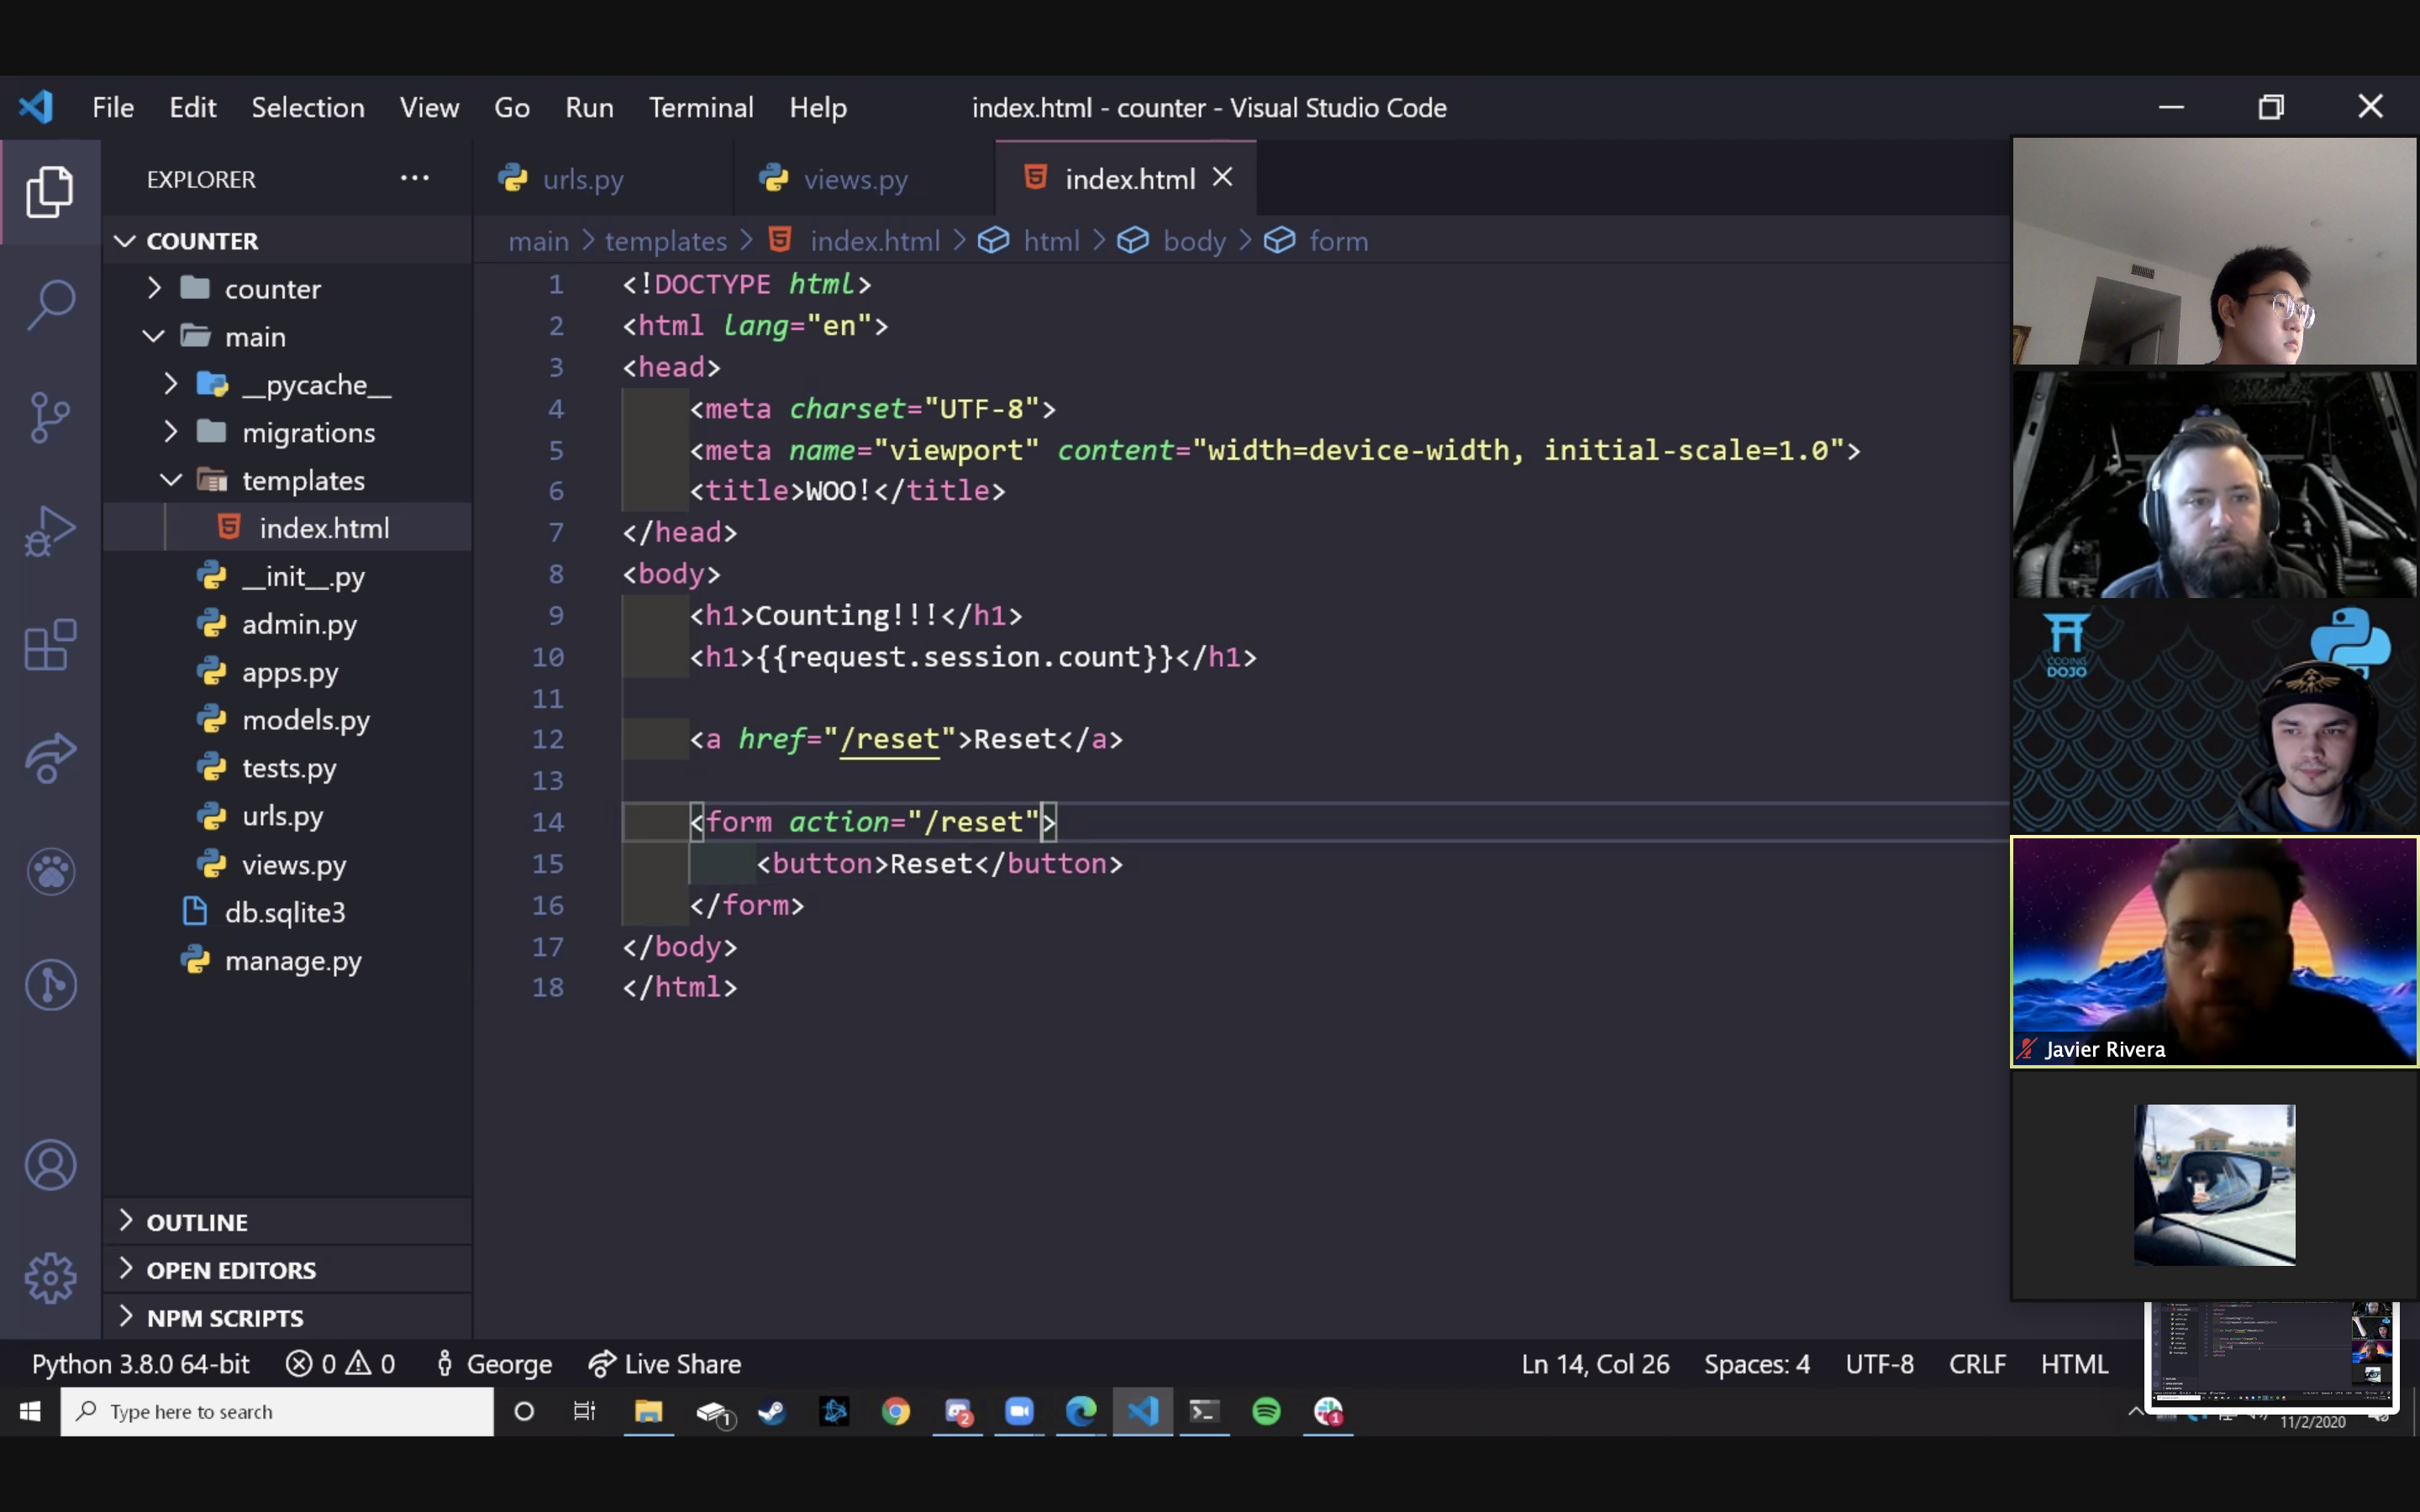 File Edit Selection View Go Run Terminal Help index.html - counter - Visual Studio Code
EXPLORER
urls.py
views.py
index.html
main > templates > index.html > html > body > form
COUNTER
counter
main
__pycache__
migrations
templates
index.html
__init__.py
admin.py
apps.py
models.py
tests.py
urls.py
views.py
db.sqlite3
manage.py
OUTLINE
OPEN EDITORS
NPM SCRIPTS
1 <!DOCTYPE html>
2 <html lang="en">
3 <head>
4 <meta charset="UTF-8">
5 <meta name="viewport" content="width=device-width, initial-scale=1.0">
6 <title>WOO!</title>
7 </head>
8 <body>
9 <h1>Counting!!!</h1>
10 <h1>{{request.session.count}}</h1>
11
12 <a href="/reset">Reset</a>
13
14 <form action="/reset">
15 <button>Reset</button>
16 </form>
17 </body>
18 </html>
CODING
DOJO
Javier Rivera
Python 3.8.0 64-bit 0 0 George Live Share Ln 14, Col 26 Spaces: 4 UTF-8 CRLF HTML
Type here to search
1
2
1
11/2/2020